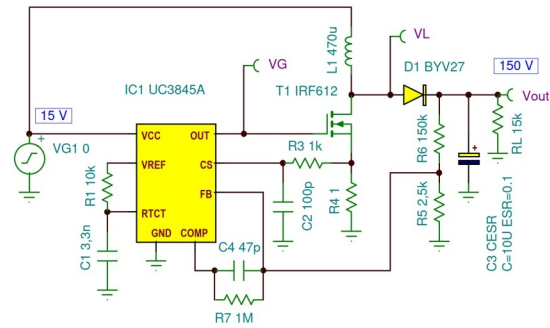 VL
L1 470u
D1 BYV27
150 V
VG
IC1 UC3845A
T1 IRF612
Vout
15 V
VCC
OUT
R6 150k
RL 15k
VG1 0
VREF
CS
R3 1k
R1 10k
FB
C2 100p
R4 1
R5 2,5k
RTCT
GND
COMP
C1 3,3n
C4 47p
C3 CESR
C=10U ESR=0.1
R7 1M
+
+